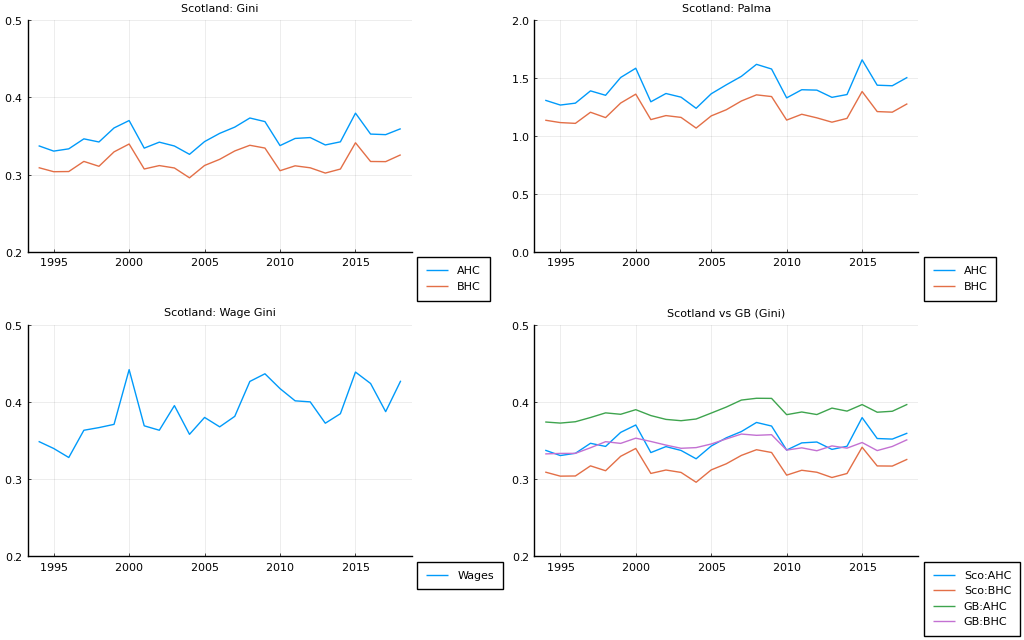 Scotland: Gini
0.5
0.4
0.3
0.2
1995 2000 2005 2010 2015
AHC
BHC
Scotland: Palma
2.0
1.5
1.0
0.5
0.0
1995 2000 2005 2010 2015
AHC
BHC
Scotland: Wage Gini
0.5
0.4
0.3
0.2
1995 2000 2005 2010 2015
Wages
Scotland vs GB (Gini)
0.5
0.4
0.3
0.2
1995 2000 2005 2010 2015
Sco:AHC
Sco:BHC
GB:AHC
GB:BHC